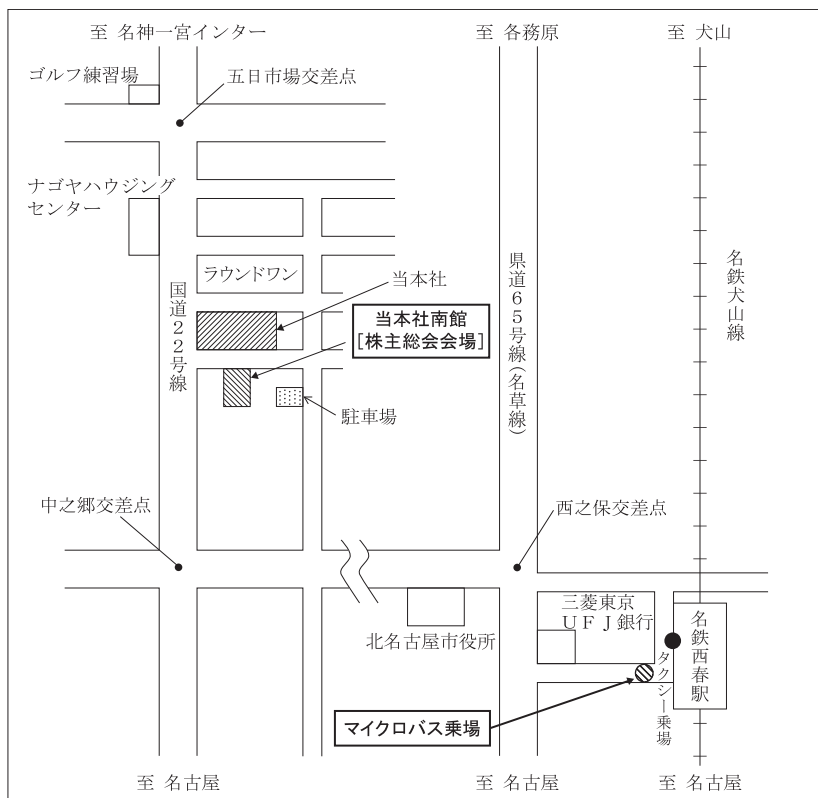 至 名神一宮インター
至 各務原
至 犬山
ゴルフ練習場
五日市場交差点
ナゴヤハウジング
センター
ラウンドワン
当本社
国道22号線
当本社南館
[株主総会会場]
県道65号線(名草線)
名鉄犬山線
駐車場
中之郷交差点
西之保交差点
三菱東京
UFJ銀行
北名古屋市役所
名鉄西春駅
タクシー乗場
マイクロバス乗場
至 名古屋
至 名古屋
至 名古屋